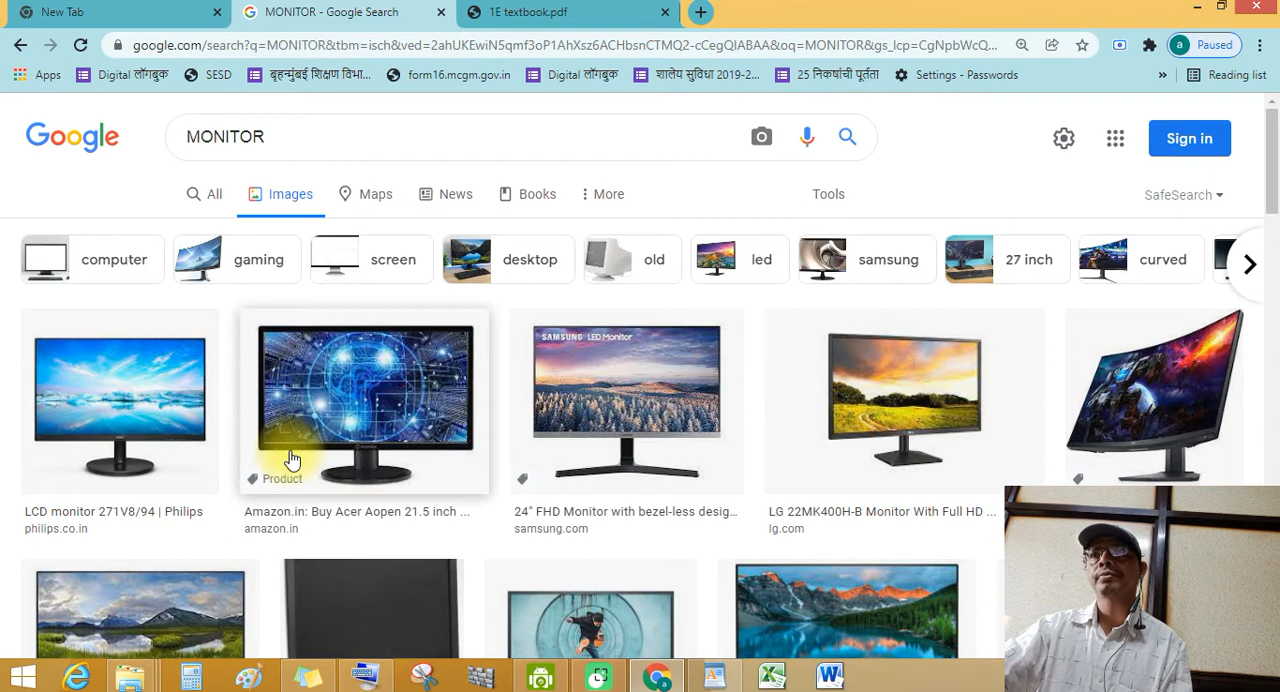 New Tab
MONITOR - Google Search
1E textbook.pdf
google.com/search?q=MONITOR&tbm=isch&ved=2ahUKEwiN5qmf3oP1AhXsz6ACHbsnCTMQ2-cCegQIABAA&oq=MONITOR&gs_lcp=CgNpbWcQ...
a Paused
Apps
Digital लॉगबुक
SESD
बृहन्मुंबई शिक्षण विभा...
form16.mcgm.gov.in
Digital लॉगबुक
शालेय सुविधा 2019-2...
25 निकषांची पूर्तता
Settings - Passwords
»
Reading list
Google
MONITOR
Sign in
All
Images
Maps
News
Books
More
Tools
SafeSearch
computer
gaming
screen
desktop
old
led
samsung
27 inch
curved
SAMSUNG LED Monitor
Product
LCD monitor 271V8/94 | Philips
philips.co.in
Amazon.in: Buy Acer Aopen 21.5 inch ...
amazon.in
24" FHD Monitor with bezel-less desig...
samsung.com
LG 22MK400H-B Monitor With Full HD ...
lg.com